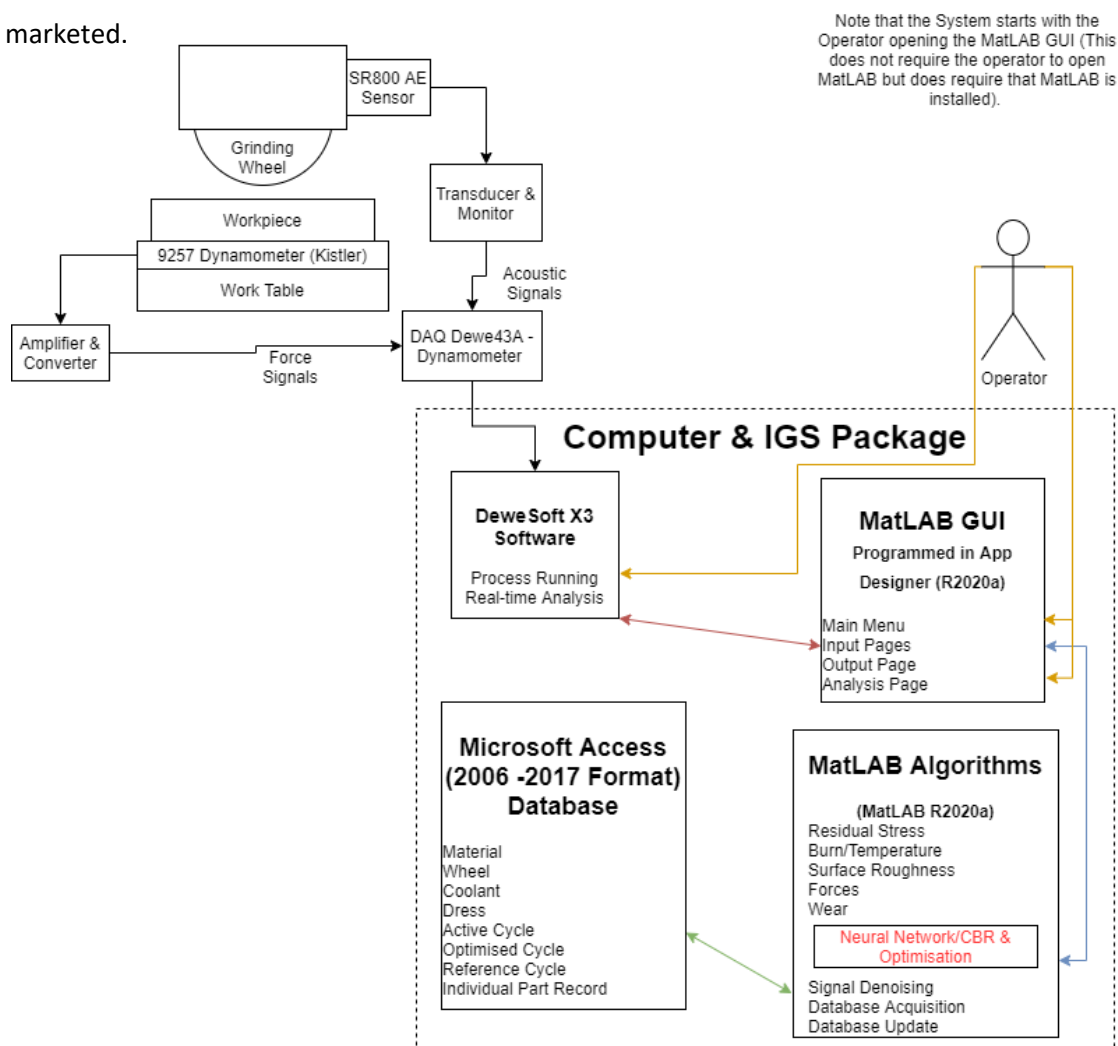 marketed.
Note that the System starts with the
Operator opening the MatLAB GUI (This
does not require the operator to open
MatLAB but does require that MatLAB is
installed).
SR800 AE
Sensor
Grinding
Wheel
Transducer &
Monitor
Workpiece
9257 Dynamometer (Kistler)
Work Table
Acoustic
Signals
Amplifier &
Converter
Force
Signals
DAQ Dewe43A -
Dynamometer
Operator
Computer & IGS Package
DeweSoft X3
Software
Process Running
Real-time Analysis
MatLAB GUI
Programmed in App
Designer (R2020a)
Main Menu
Input Pages
Output Page
Analysis Page
Microsoft Access
(2006 -2017 Format)
Database
Material
Wheel
Coolant
Dress
Active Cycle
Optimised Cycle
Reference Cycle
Individual Part Record
MatLAB Algorithms
(MatLAB R2020a)
Residual Stress
Burn/Temperature
Surface Roughness
Forces
Wear
Neural Network/CBR &
Optimisation
Signal Denoising
Database Acquisition
Database Update